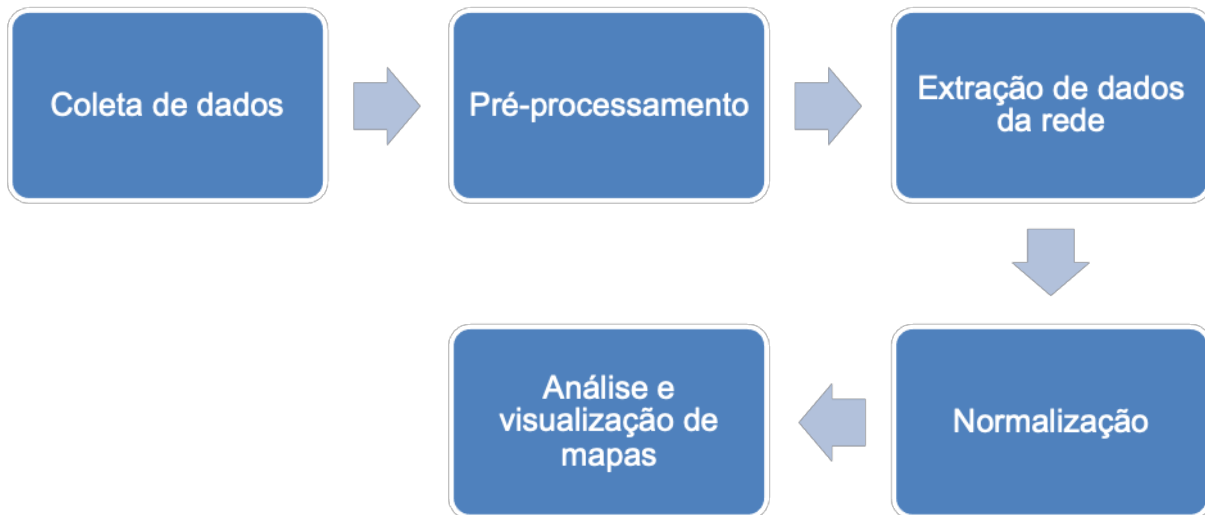 Coleta de dados
Pré-processamento
Extração de dados
da rede
Normalização
Análise e
visualização de
mapas